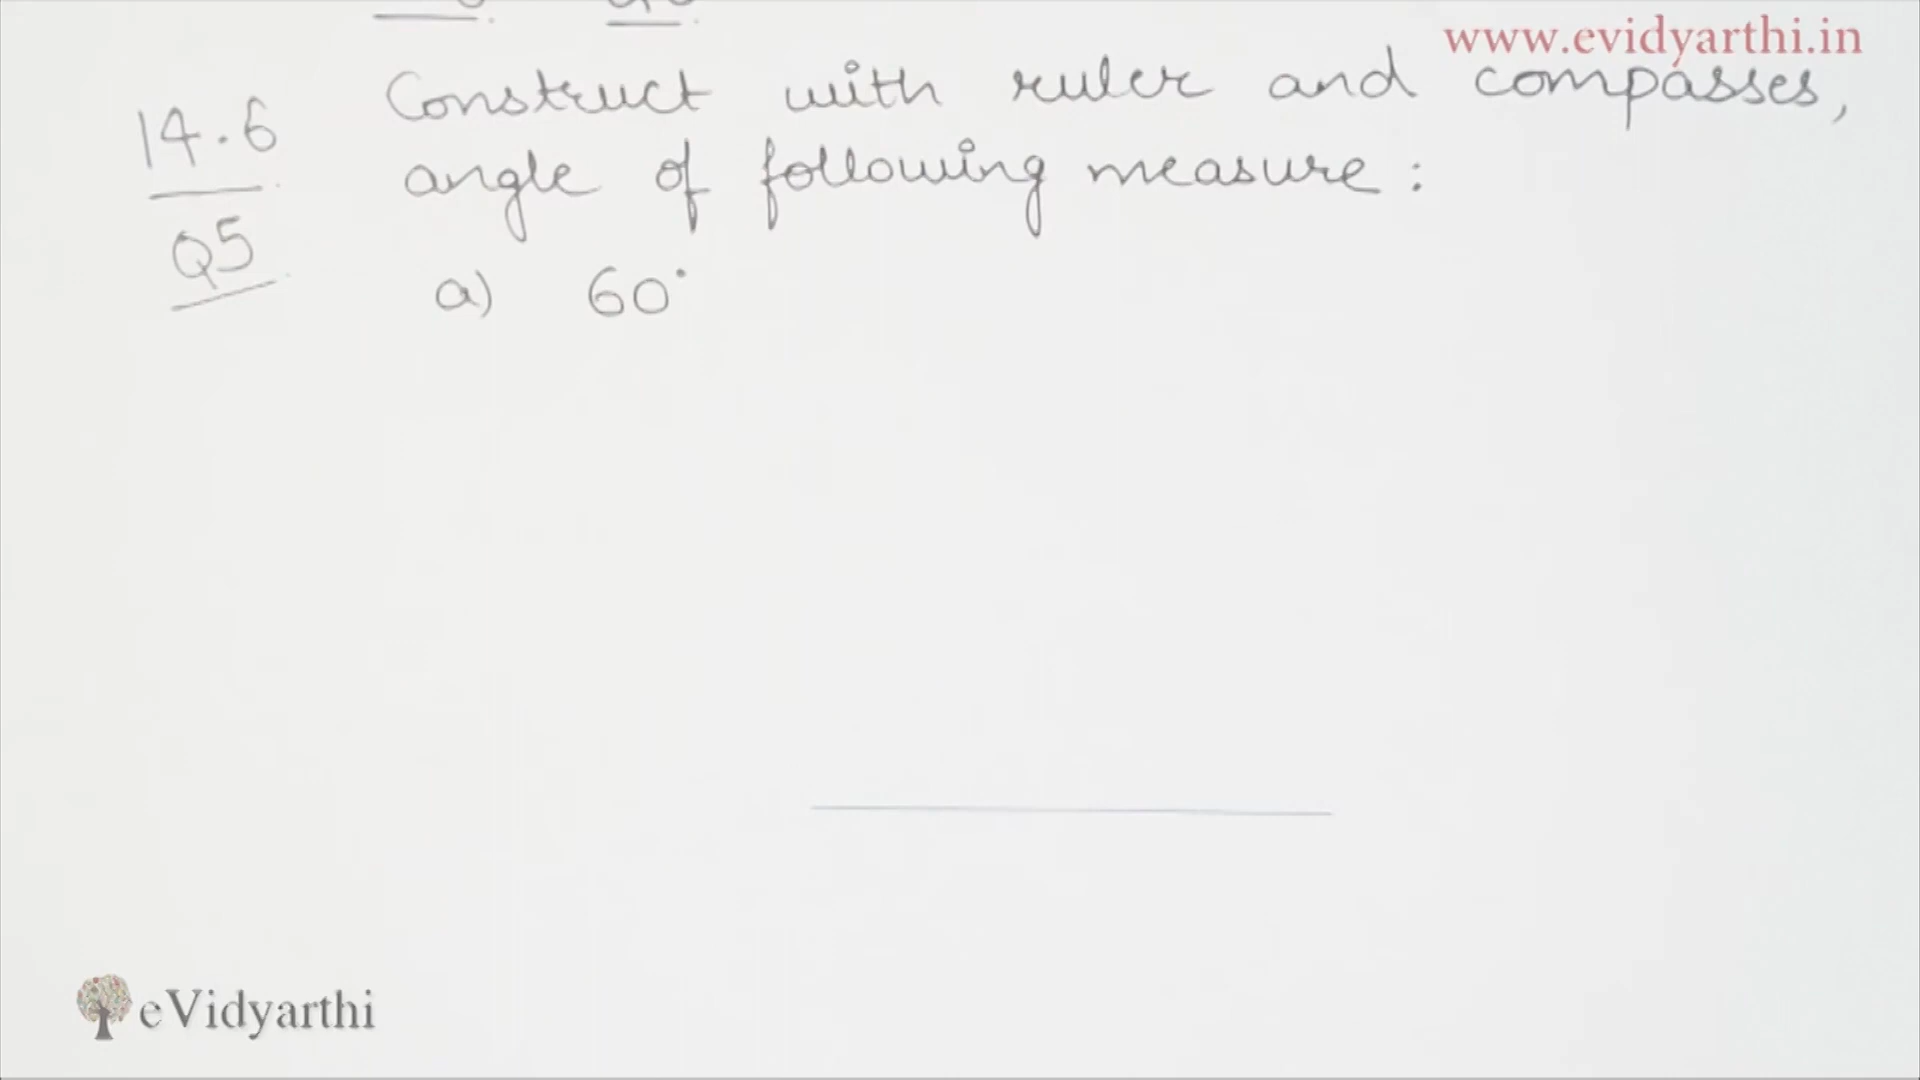 www.evidyarthi.in
14.6
Q5
Construct with ruler and compasses,
angle of following measure:
a) 60°
eVidyarthi